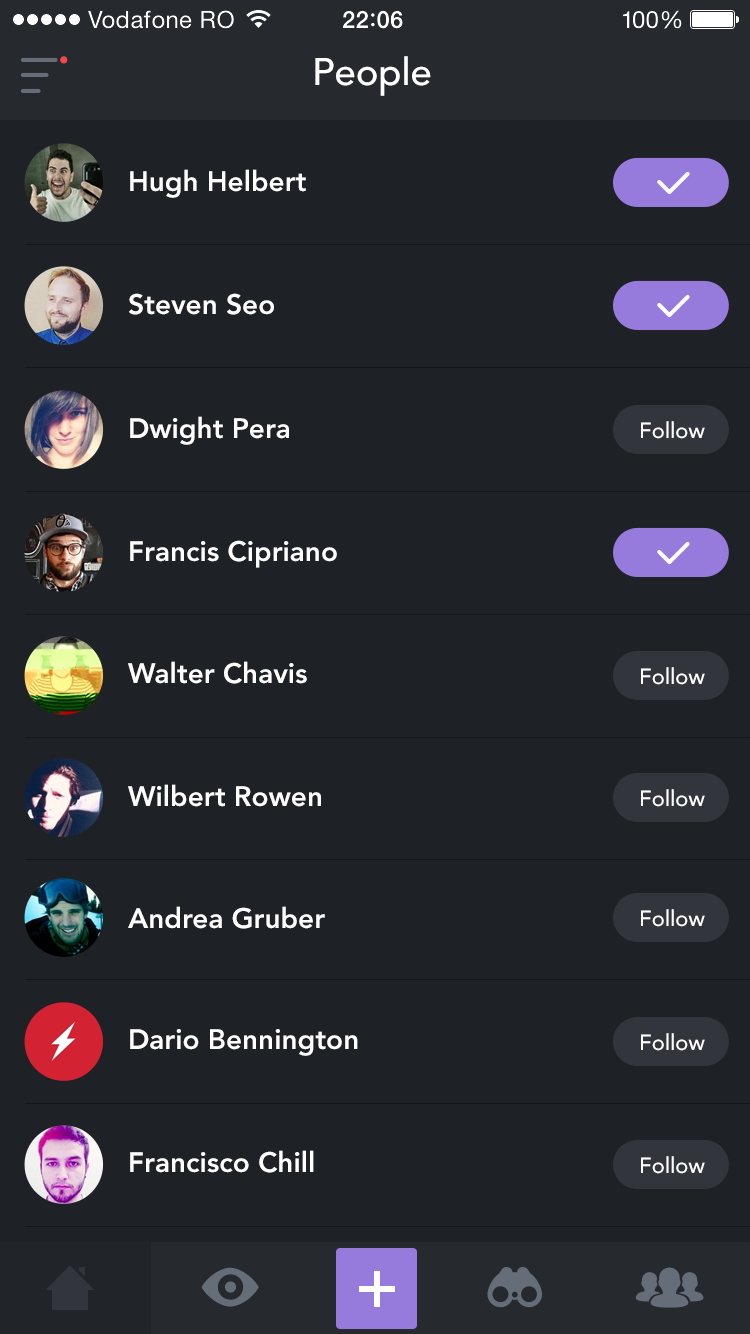 Vodafone RO 22:06 100%
People
Hugh Helbert
Steven Seo
Dwight Pera Follow
Francis Cipriano
Walter Chavis Follow
Wilbert Rowen Follow
Andrea Gruber Follow
Dario Bennington Follow
Francisco Chill Follow